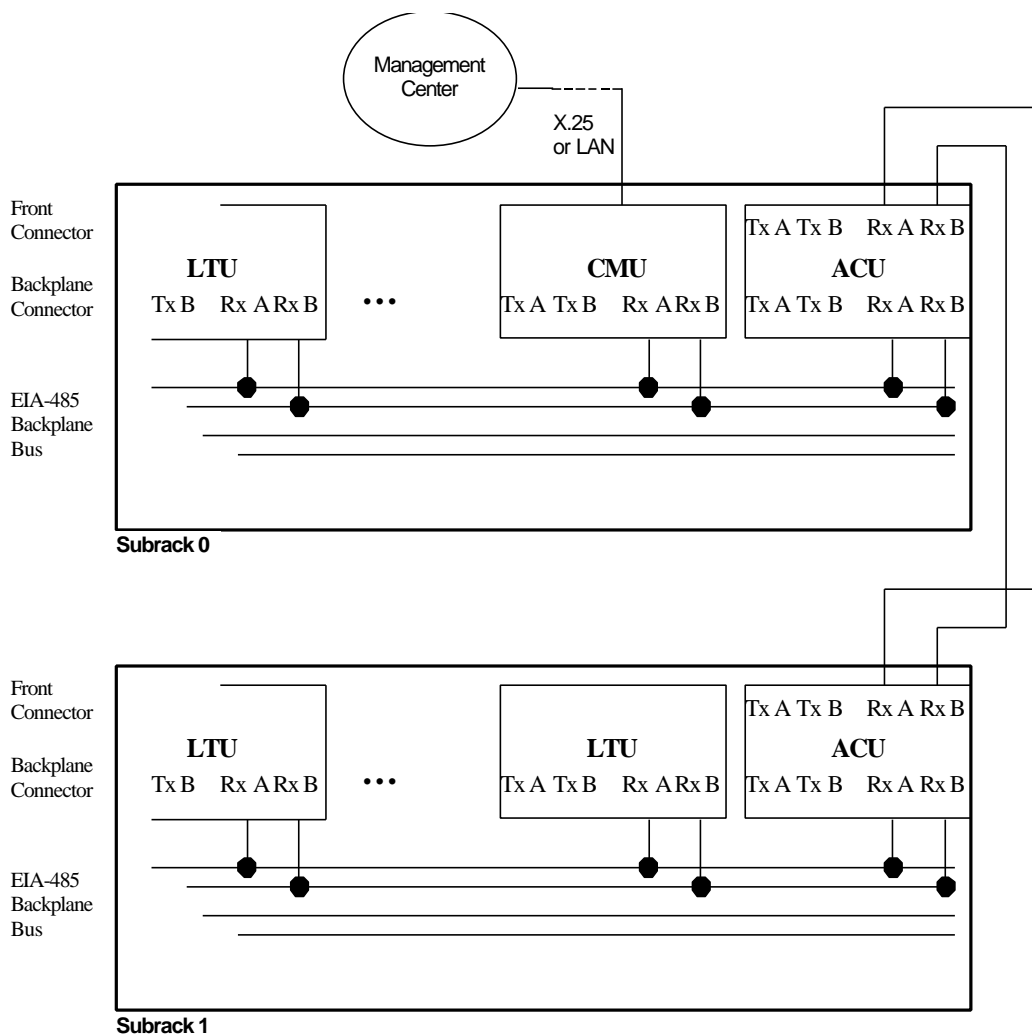 Management
Center
X.25
or LAN
Front
Connector
Tx A Tx B Rx A Rx B
LTU
CMU
ACU
Backplane
Connector
Tx B Rx A Rx B
...
Tx A Tx B Rx A Rx B
Tx A Tx B Rx A Rx B
EIA-485
Backplane
Bus
Subrack 0
Front
Connector
Tx A Tx B Rx A Rx B
LTU
LTU
ACU
Backplane
Connector
Tx B Rx A Rx B
...
Tx A Tx B Rx A Rx B
Tx A Tx B Rx A Rx B
EIA-485
Backplane
Bus
Subrack 1